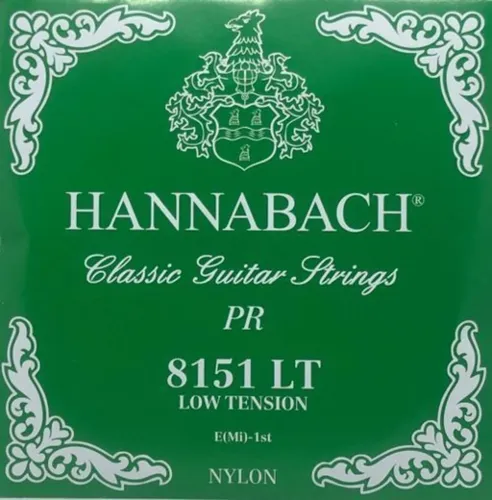 HANNABACH®
Classic Guitar Strings
PR
8151 LT
LOW TENSION
E(Mi)-1st
NYLON